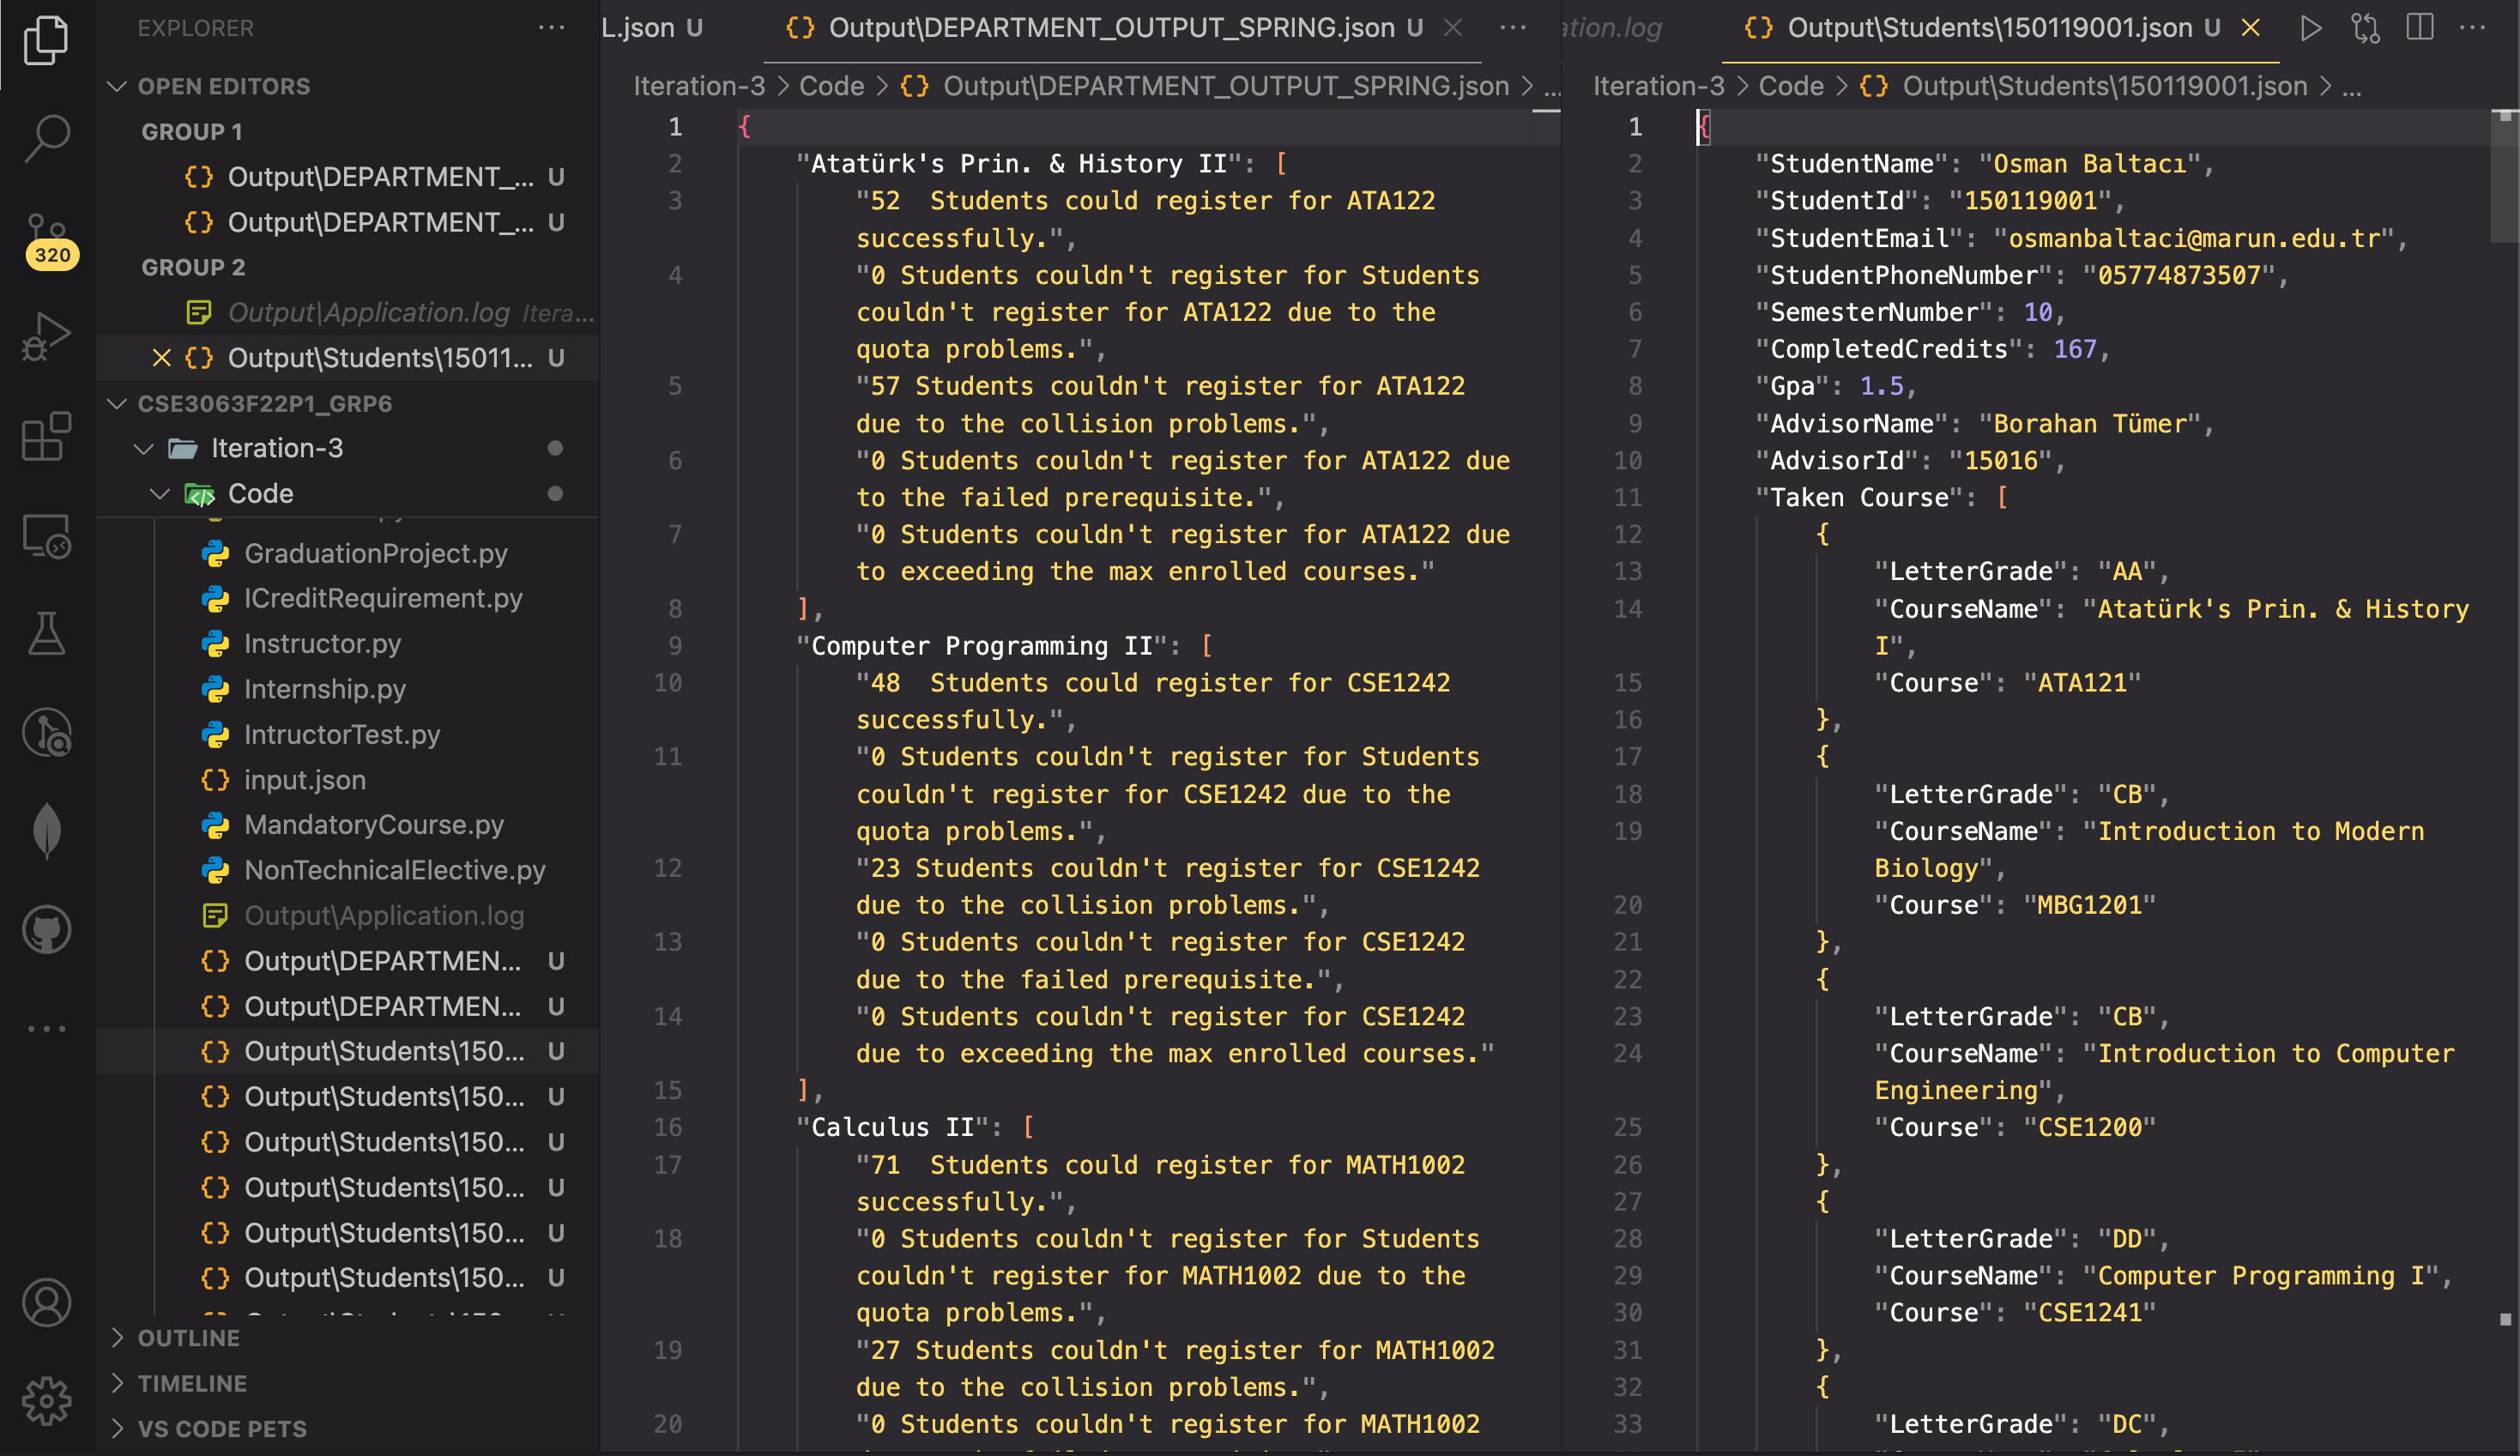 EXPLORER
OPEN EDITORS
GROUP 1
Output\DEPARTMENT_... U
Output\DEPARTMENT_... U
GROUP 2
Output\Application.log Itera...
Output\Students\15011... U
320
CSE3063F22P1_GRP6
Iteration-3
Code
GraduationProject.py
ICreditRequirement.py
Instructor.py
Internship.py
IntructorTest.py
input.json
MandatoryCourse.py
NonTechnicalElective.py
Output\Application.log
Output\DEPARTMEN... U
Output\DEPARTMEN... U
Output\Students\150... U
Output\Students\150... U
Output\Students\150... U
Output\Students\150... U
Output\Students\150... U
Output\Students\150... U
OUTLINE
TIMELINE
VS CODE PETS
L.json U
{} Output\DEPARTMENT_OUTPUT_SPRING.json U
Iteration-3 > Code > {} Output\DEPARTMENT_OUTPUT_SPRING.json > ...
1 {
2 "Atatürk's Prin. & History II": [
3 "52  Students could register for ATA122
successfully.",
4 "0 Students couldn't register for Students
couldn't register for ATA122 due to the
quota problems.",
5 "57 Students couldn't register for ATA122
due to the collision problems.",
6 "0 Students couldn't register for ATA122 due
to the failed prerequisite.",
7 "0 Students couldn't register for ATA122 due
to exceeding the max enrolled courses."
8 ],
9 "Computer Programming II": [
10 "48  Students could register for CSE1242
successfully.",
11 "0 Students couldn't register for Students
couldn't register for CSE1242 due to the
quota problems.",
12 "23 Students couldn't register for CSE1242
due to the collision problems.",
13 "0 Students couldn't register for CSE1242
due to the failed prerequisite.",
14 "0 Students couldn't register for CSE1242
due to exceeding the max enrolled courses."
15 ],
16 "Calculus II": [
17 "71  Students could register for MATH1002
successfully.",
18 "0 Students couldn't register for Students
couldn't register for MATH1002 due to the
quota problems.",
19 "27 Students couldn't register for MATH1002
due to the collision problems.",
20 "0 Students couldn't register for MATH1002
ation.log
{} Output\Students\150119001.json U
Iteration-3 > Code > {} Output\Students\150119001.json > ...
1 {
2 "StudentName": "Osman Baltacı",
3 "StudentId": "150119001",
4 "StudentEmail": "osmanbaltaci@marun.edu.tr",
5 "StudentPhoneNumber": "05774873507",
6 "SemesterNumber": 10,
7 "CompletedCredits": 167,
8 "Gpa": 1.5,
9 "AdvisorName": "Borahan Tümer",
10 "AdvisorId": "15016",
11 "Taken Course": [
12 {
13 "LetterGrade": "AA",
14 "CourseName": "Atatürk's Prin. & History
I",
15 "Course": "ATA121"
16 },
17 {
18 "LetterGrade": "CB",
19 "CourseName": "Introduction to Modern
Biology",
20 "Course": "MBG1201"
21 },
22 {
23 "LetterGrade": "CB",
24 "CourseName": "Introduction to Computer
Engineering",
25 "Course": "CSE1200"
26 },
27 {
28 "LetterGrade": "DD",
29 "CourseName": "Computer Programming I",
30 "Course": "CSE1241"
31 },
32 {
33 "LetterGrade": "DC",